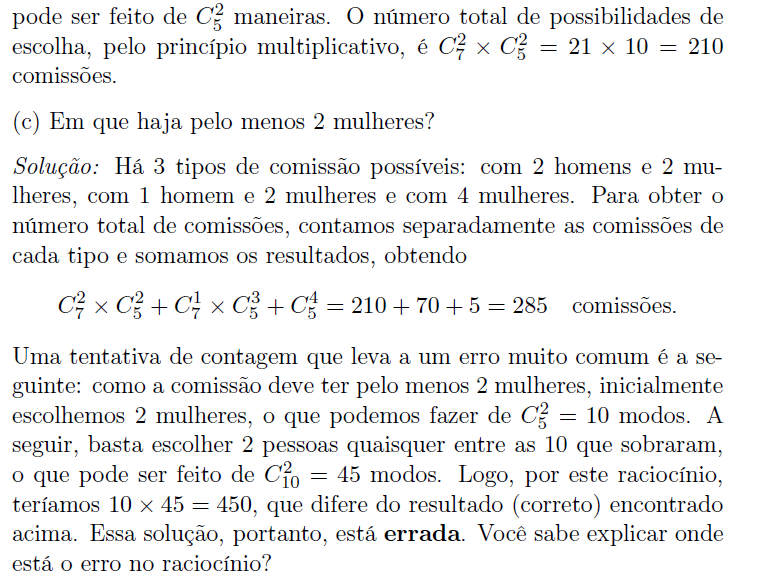 pode ser feito de $C_5^2$ maneiras. O número total de possibilidades de
escolha, pelo princípio multiplicativo, é $C_7^2 \times C_5^2 = 21 \times 10 = 210$
comissões.
(c) Em que haja pelo menos 2 mulheres?
Solução: Há 3 tipos de comissão possíveis: com 2 homens e 2 mu-
lheres, com 1 homem e 2 mulheres e com 4 mulheres. Para obter o
número total de comissões, contamos separadamente as comissões de
cada tipo e somamos os resultados, obtendo
$C_7^2 \times C_5^2 + C_7^1 \times C_5^3 + C_5^4 = 210 + 70 + 5 = 285$ comissões.
Uma tentativa de contagem que leva a um erro muito comum é a se-
guinte: como a comissão deve ter pelo menos 2 mulheres, inicialmente
escolhemos 2 mulheres, o que podemos fazer de $C_5^2 = 10$ modos. A
seguir, basta escolher 2 pessoas quaisquer entre as 10 que sobraram,
o que pode ser feito de $C_{10}^2 = 45$ modos. Logo, por este raciocínio,
teríamos $10 \times 45 = 450$, que difere do resultado (correto) encontrado
acima. Essa solução, portanto, está errada. Você sabe explicar onde
está o erro no raciocínio?